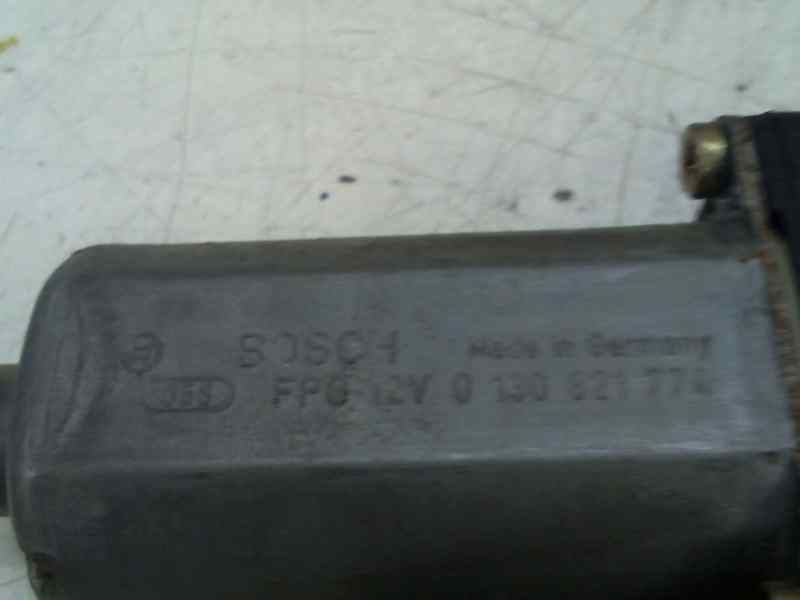 BOSCH Made in Germany
FPG 12V 0 130 821 774